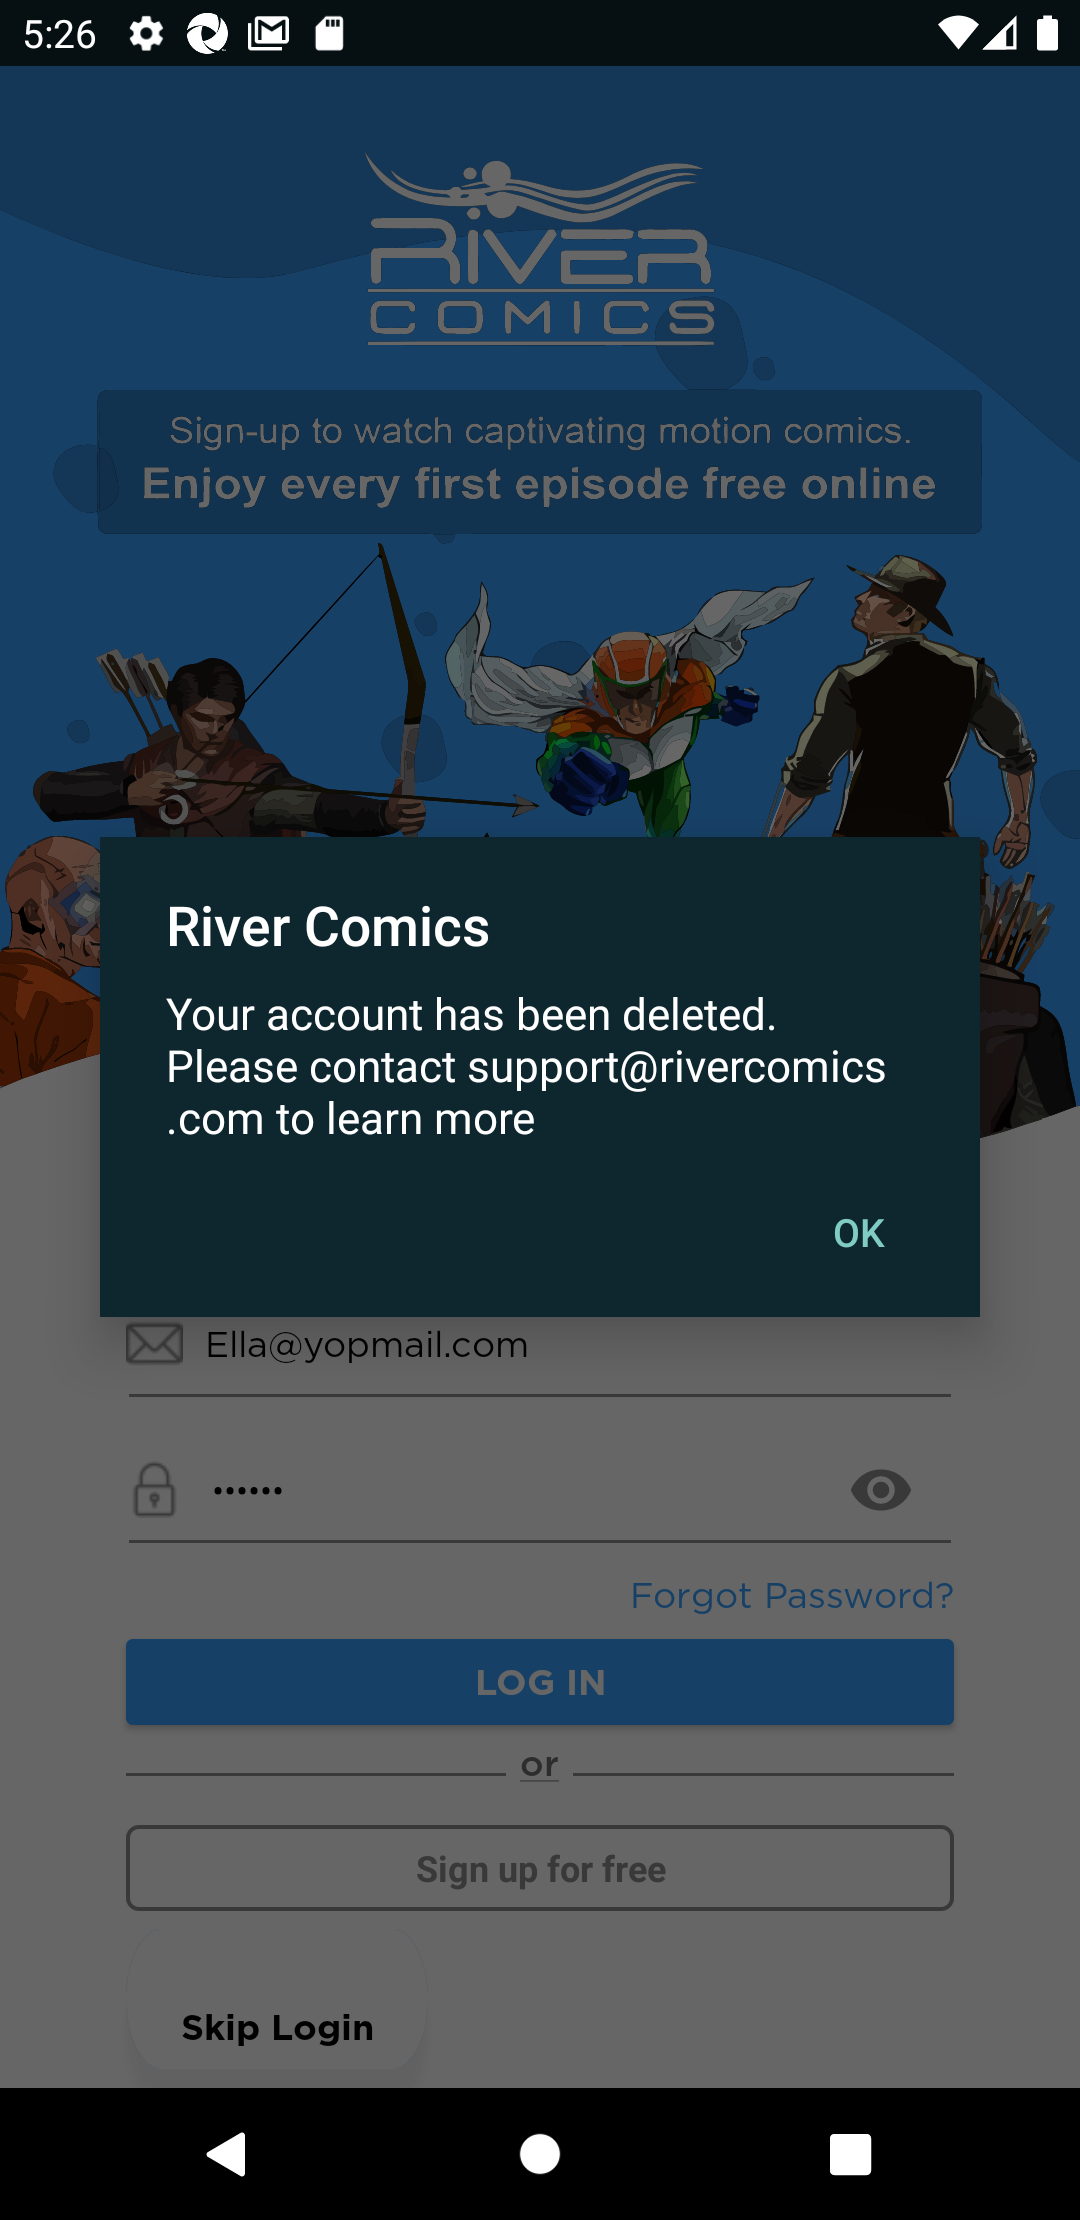 5:26
RiVER
COMICS
Sign-up to watch captivating motion comics.
Enjoy every first episode free online
River Comics
Your account has been deleted.
Please contact support@rivercomics
.com to learn more
OK
Ella@yopmail.com
••••••
Forgot Password?
LOG IN
or
Sign up for free
Skip Login